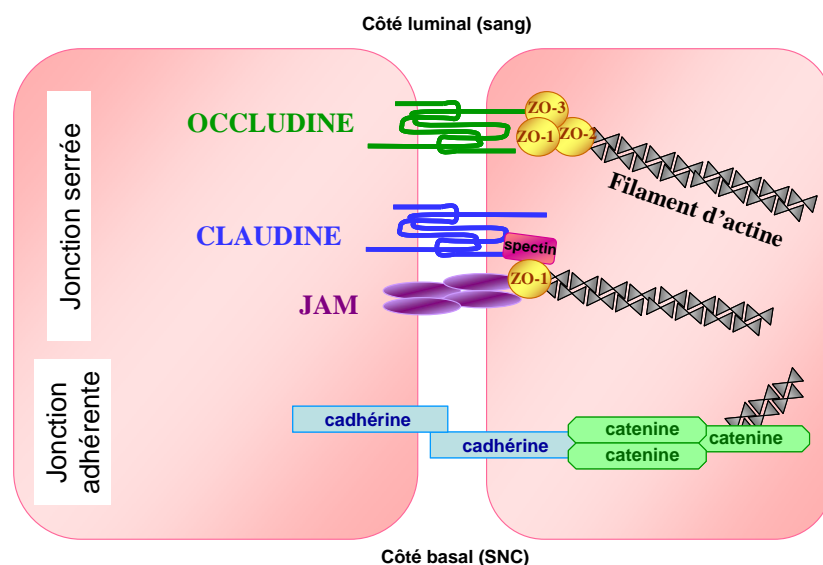 Côté luminal (sang)
Jonction serrée
OCCLUDINE
ZO-3
ZO-1
ZO-2
Filament d'actine
CLAUDINE
spectin
ZO-1
JAM
Jonction
adhérente
cadhérine
cadhérine
catenine
catenine
catenine
Côté basal (SNC)